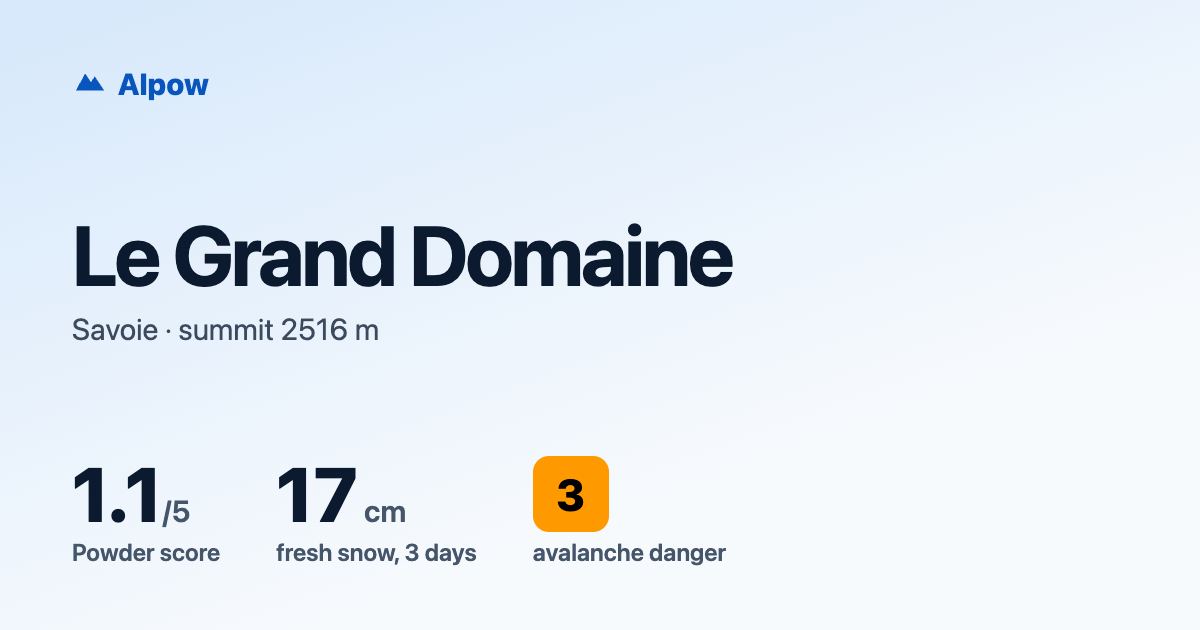 Alpow
Le Grand Domaine
Savoie · summit 2516 m
1.1/5
Powder score
17 cm
fresh snow, 3 days
3
avalanche danger